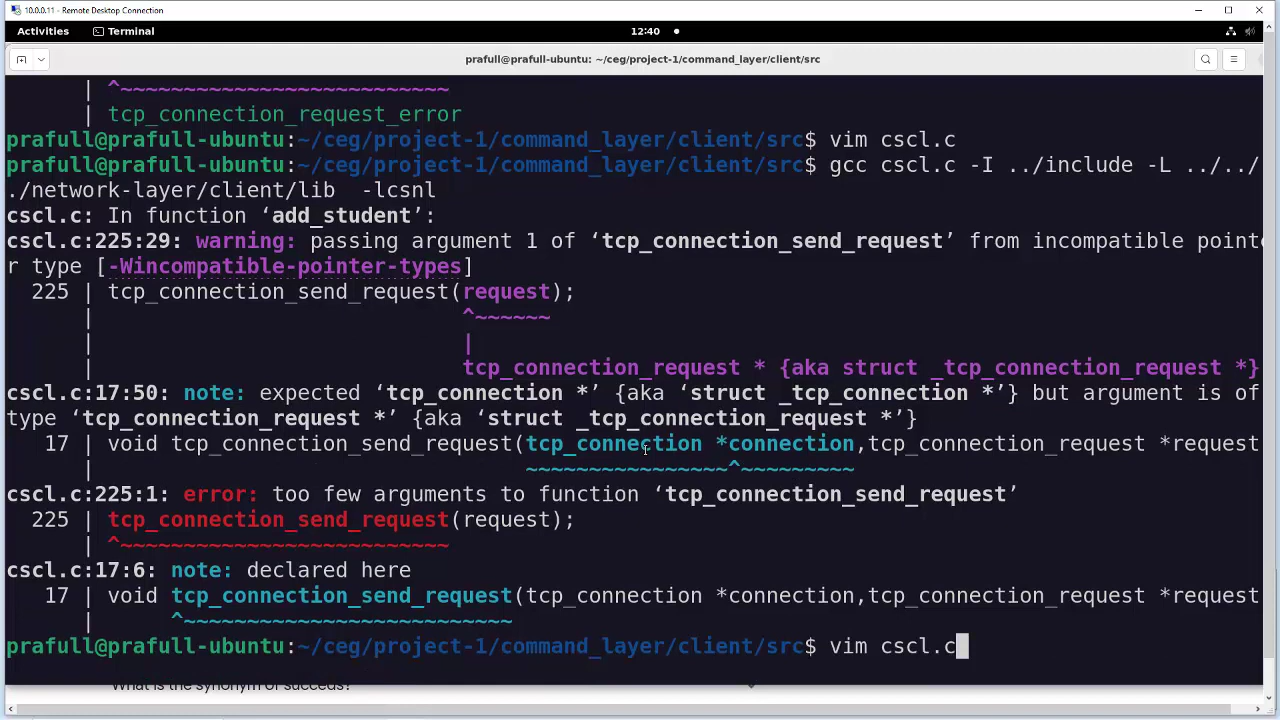 10.0.0.11 - Remote Desktop Connection
Activities Terminal 12:40
prafull@prafull-ubuntu: ~/ceg/project-1/command_layer/client/src
| ^~~~~~~~~~~~~~~~~~~~~~~~~~~
| tcp_connection_request_error
prafull@prafull-ubuntu:~/ceg/project-1/command_layer/client/src$ vim cscl.c
prafull@prafull-ubuntu:~/ceg/project-1/command_layer/client/src$ gcc cscl.c -I ../include -L ../../
./network-layer/client/lib  -lcsnl
cscl.c: In function ‘add_student’:
cscl.c:225:29: warning: passing argument 1 of ‘tcp_connection_send_request’ from incompatible pointe
r type [-Wincompatible-pointer-types]
225 | tcp_connection_send_request(request);
| ^~~~~~~
| |
| tcp_connection_request * {aka struct _tcp_connection_request *}
cscl.c:17:50: note: expected ‘tcp_connection *’ {aka ‘struct _tcp_connection *’} but argument is of
type ‘tcp_connection_request *’ {aka ‘struct _tcp_connection_request *’}
17 | void tcp_connection_send_request(tcp_connection *connection,tcp_connection_request *request
| ~~~~~~~~~~~~~~~~^~~~~~~~~~
cscl.c:225:1: error: too few arguments to function ‘tcp_connection_send_request’
225 | tcp_connection_send_request(request);
| ^~~~~~~~~~~~~~~~~~~~~~~~~~~
cscl.c:17:6: note: declared here
17 | void tcp_connection_send_request(tcp_connection *connection,tcp_connection_request *request
| ^~~~~~~~~~~~~~~~~~~~~~~~~~~
prafull@prafull-ubuntu:~/ceg/project-1/command_layer/client/src$ vim cscl.c
What is the synonym of succeds?